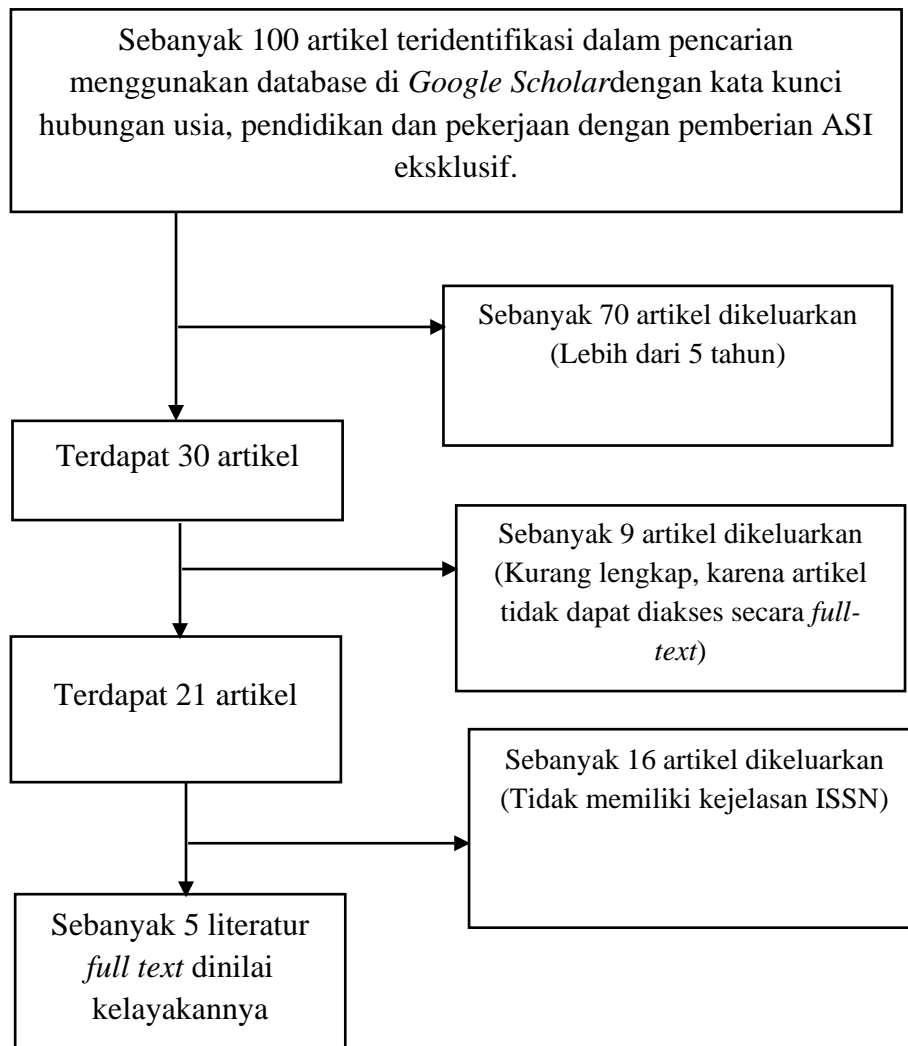 Sebanyak 100 artikel teridentifikasi dalam pencarian
menggunakan database di Google Scholardengan kata kunci
hubungan usia, pendidikan dan pekerjaan dengan pemberian ASI
eksklusif.
Sebanyak 70 artikel dikeluarkan
(Lebih dari 5 tahun)
Terdapat 30 artikel
Sebanyak 9 artikel dikeluarkan
(Kurang lengkap, karena artikel
tidak dapat diakses secara full-
text)
Terdapat 21 artikel
Sebanyak 16 artikel dikeluarkan
(Tidak memiliki kejelasan ISSN)
Sebanyak 5 literatur
full text dinilai
kelayakannya